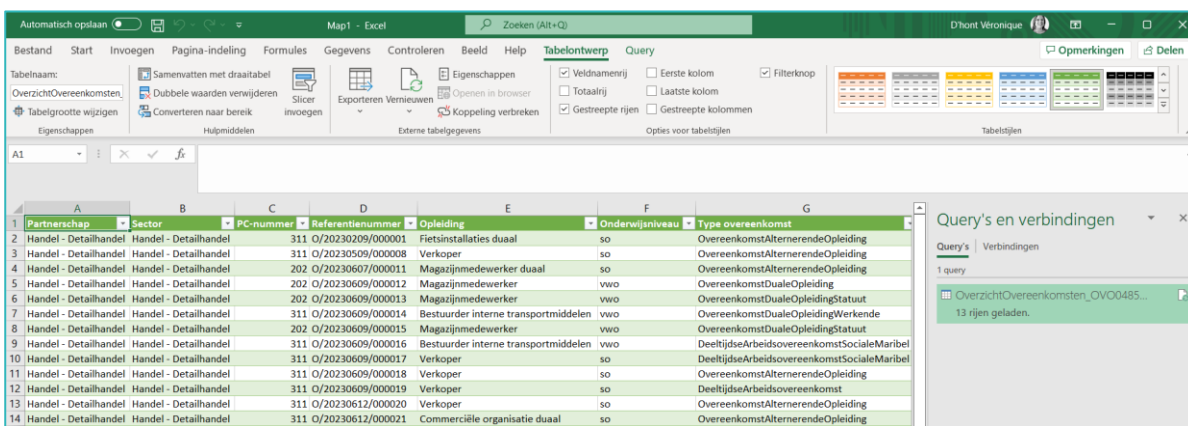 Automatisch opslaan Map1 - Excel Zoeken (Alt+Q) D'hont Véronique
Bestand Start Invoegen Pagina-indeling Formules Gegevens Controleren Beeld Help Tabelontwerp Query Opmerkingen Delen
Tabelnaam: Samenvatten met draaitabel Eigenschappen Veldnamenrij Eerste kolom Filterknop
OverzichtOvereenkomsten_ Dubbele waarden verwijderen Slicer invoegen Exporteren Vernieuwen Openen in browser Totaalrij Laatste kolom
Tabelgrootte wijzigen Converteren naar bereik Koppeling verbreken Gestreepte rijen Gestreepte kolommen
Eigenschappen Hulpmiddelen Externe tabelgegevens Opties voor tabelstijlen Tabelstijlen
A1 fx
A B C D E F G
1 Partnerschap Sector PC-nummer Referentienummer Opleiding Onderwijsniveau Type overeenkomst
2 Handel - Detailhandel Handel - Detailhandel 311 O/20230209/000001 Fietsinstallaties duaal so OvereenkomstAlternerendeOpleiding
3 Handel - Detailhandel Handel - Detailhandel 311 O/20230509/000008 Verkoper so OvereenkomstAlternerendeOpleiding
4 Handel - Detailhandel Handel - Detailhandel 202 O/20230607/000011 Magazijnmedewerker duaal so OvereenkomstAlternerendeOpleiding
5 Handel - Detailhandel Handel - Detailhandel 202 O/20230609/000012 Magazijnmedewerker vwo OvereenkomstDualeOpleiding
6 Handel - Detailhandel Handel - Detailhandel 202 O/20230609/000013 Magazijnmedewerker vwo OvereenkomstDualeOpleidingStatuut
7 Handel - Detailhandel Handel - Detailhandel 311 O/20230609/000014 Bestuurder interne transportmiddelen vwo OvereenkomstDualeOpleidingWerkende
8 Handel - Detailhandel Handel - Detailhandel 202 O/20230609/000015 Magazijnmedewerker vwo OvereenkomstDualeOpleidingStatuut
9 Handel - Detailhandel Handel - Detailhandel 311 O/20230609/000016 Bestuurder interne transportmiddelen vwo DeeltijdseArbeidsovereenkomstSocialeMaribel
10 Handel - Detailhandel Handel - Detailhandel 311 O/20230609/000017 Verkoper so DeeltijdseArbeidsovereenkomstSocialeMaribel
11 Handel - Detailhandel Handel - Detailhandel 311 O/20230609/000018 Verkoper so OvereenkomstAlternerendeOpleiding
12 Handel - Detailhandel Handel - Detailhandel 311 O/20230609/000019 Verkoper so DeeltijdseArbeidsovereenkomst
13 Handel - Detailhandel Handel - Detailhandel 311 O/20230612/000020 Verkoper so OvereenkomstAlternerendeOpleiding
14 Handel - Detailhandel Handel - Detailhandel 311 O/20230612/000021 Commerciële organisatie duaal so OvereenkomstAlternerendeOpleiding
Query's en verbindingen
Query's Verbindingen
1 query
OverzichtOvereenkomsten_OVO0485...
13 rijen geladen.